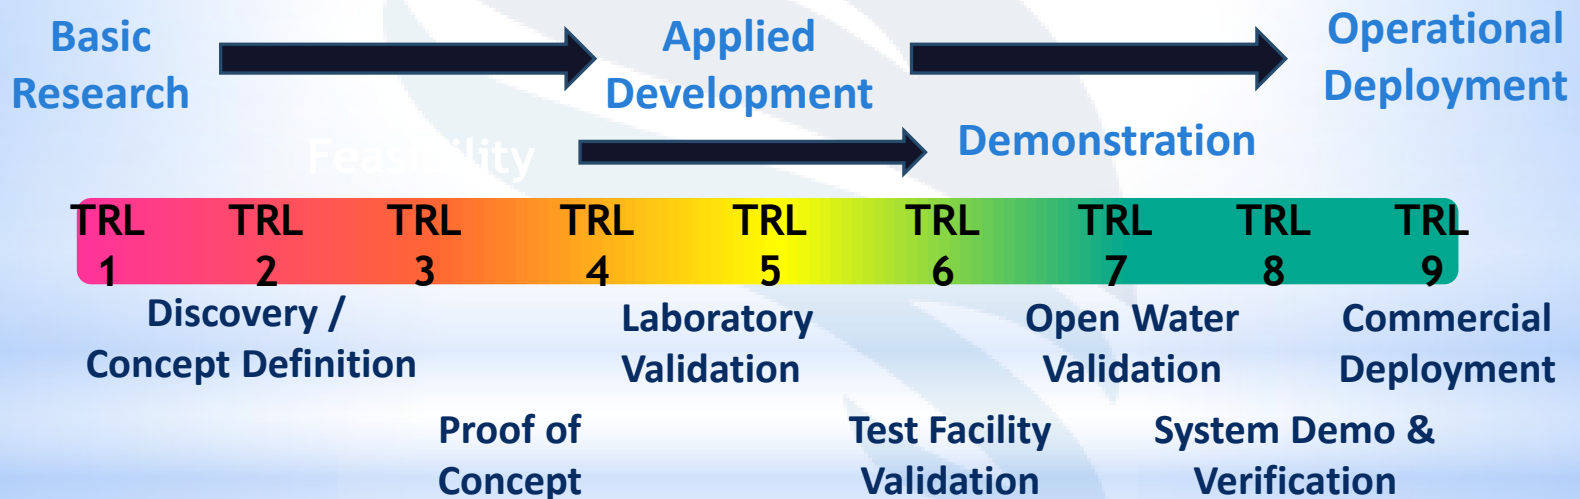 Basic
Research
Applied
Development
Operational
Deployment
Feasibility
Demonstration
TRL
1
TRL
2
TRL
3
TRL
4
TRL
5
TRL
6
TRL
7
TRL
8
TRL
9
Discovery /
Concept Definition
Laboratory
Validation
Open Water
Validation
Commercial
Deployment
Proof of
Concept
Test Facility
Validation
System Demo &
Verification